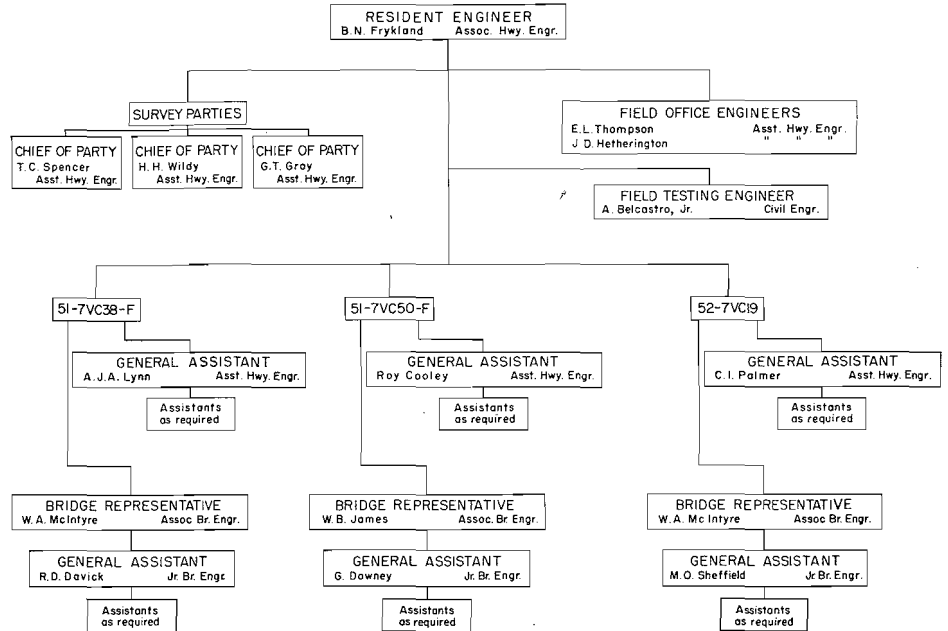 RESIDENT ENGINEER
B.N. Frykland Assoc. Hwy. Engr.
SURVEY PARTIES
CHIEF OF PARTY
T.C. Spencer
Asst. Hwy. Engr.
CHIEF OF PARTY
H.H. Wildy
Asst. Hwy. Engr.
CHIEF OF PARTY
G.T. Gray
Asst. Hwy. Engr.
FIELD OFFICE ENGINEERS
E.L. Thompson Asst. Hwy. Engr.
J.D. Hetherington " " "
FIELD TESTING ENGINEER
A. Belcastro, Jr. Civil Engr.
51-7VC38-F
GENERAL ASSISTANT
A.J.A. Lynn Asst. Hwy. Engr.
Assistants
as required
BRIDGE REPRESENTATIVE
W.A. McIntyre Assoc Br. Engr.
GENERAL ASSISTANT
R.D. Davick Jr. Br. Engr.
Assistants
as required
51-7VC50-F
GENERAL ASSISTANT
Roy Cooley Asst. Hwy. Engr.
Assistants
as required
BRIDGE REPRESENTATIVE
W.B. James Assoc. Br. Engr.
GENERAL ASSISTANT
G. Downey Jr. Br. Engr.
Assistants
as required
52-7VC19
GENERAL ASSISTANT
C.I. Palmer Asst. Hwy. Engr.
Assistants
as required
BRIDGE REPRESENTATIVE
W.A. Mc Intyre Assoc Br. Engr.
GENERAL ASSISTANT
M.O. Sheffield Jr. Br. Engr.
Assistants
as required